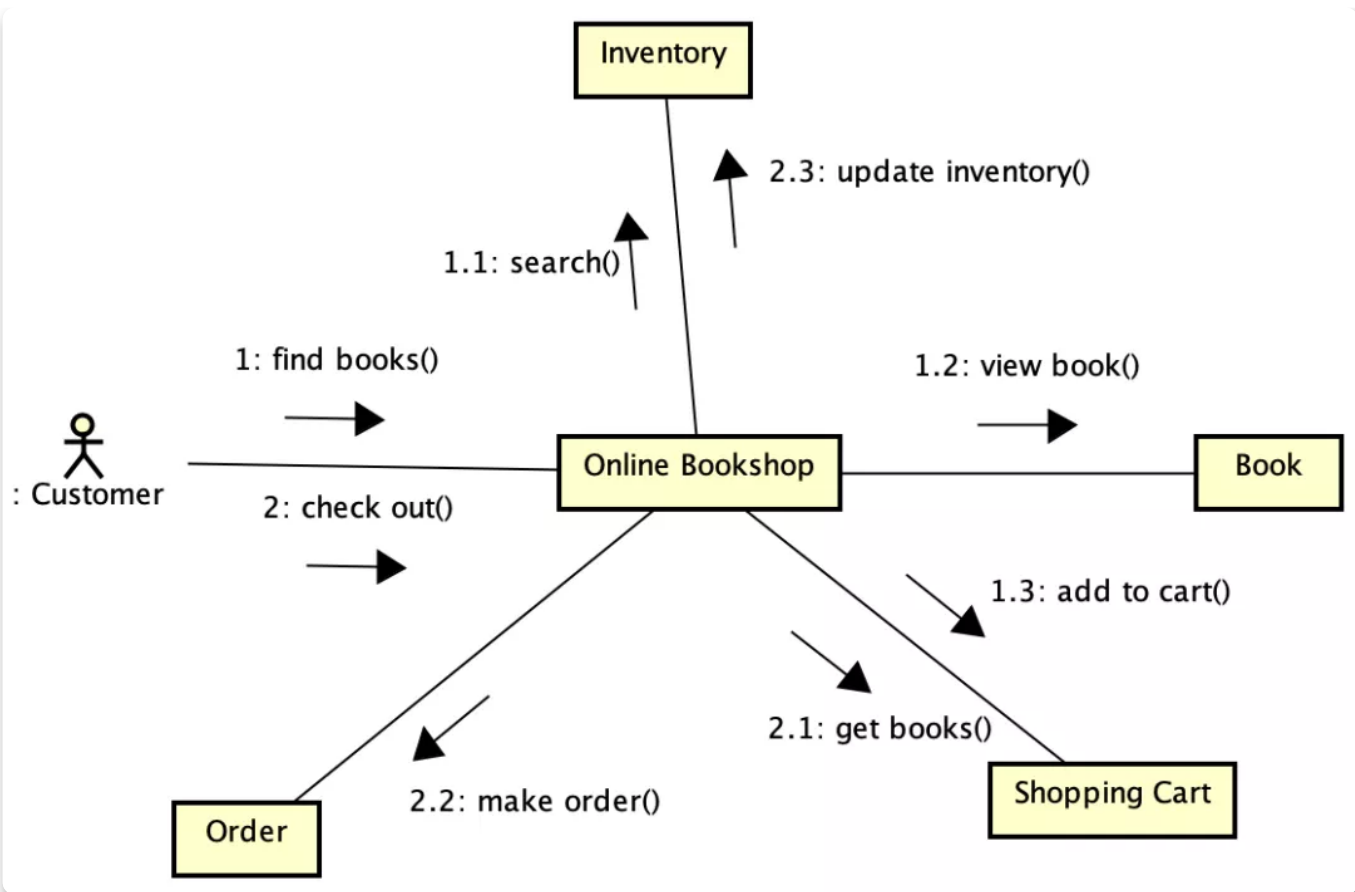 Inventory
2.3: update inventory()
1.1: search()
1: find books()
1.2: view book()
Online Bookshop
Book
: Customer
2: check out()
1.3: add to cart()
2.1: get books()
2.2: make order()
Shopping Cart
Order